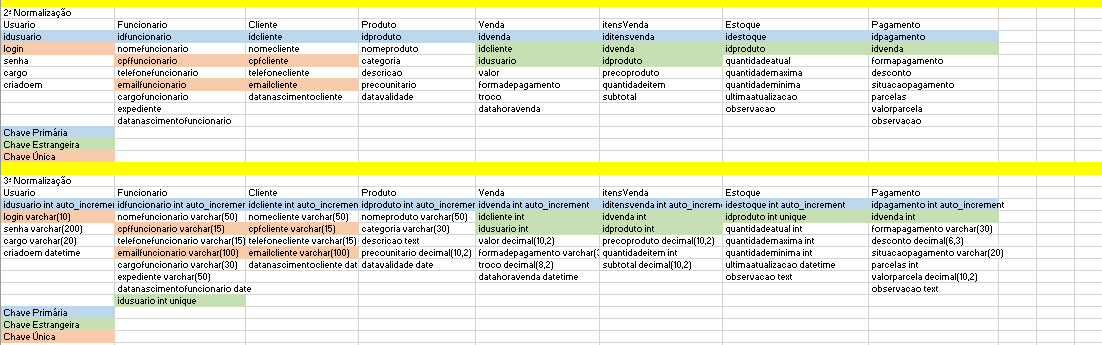 2ª Normalização
Usuario Funcionario Cliente Produto Venda itensVenda Estoque Pagamento
idusuario idfuncionario idcliente idproduto idvenda iditensvenda idestoque idpagamento
login nomefuncionario nomecliente nomeproduto idcliente idvenda idproduto idvenda
senha cpffuncionario cpfcliente categoria idusuario idproduto quantidadeatual formapagamento
cargo telefonefuncionario telefonecliente descricao valor precoproduto quantidademaxima desconto
criadoem emailfuncionario emailcliente precounitario formadepagamento quantidadeitem quantidademinima situacaopagamento
cargofuncionario datanascimentocliente datavalidade troco subtotal ultimaatualizacao parcelas
expediente datahoravenda observacao valorparcela
datanascimentofuncionario observacao
Chave Primária
Chave Estrangeira
Chave Única
3ª Normalização
Usuario Funcionario Cliente Produto Venda itensVenda Estoque Pagamento
idusuario int auto_incremen idfuncionario int auto_incremer idcliente int auto_incremen idproduto int auto_incremer idvenda int auto_increment iditensvenda int auto_incremen idestoque int auto_increment idpagamento int auto_increment
login varchar(10) nomefuncionario varchar(50) nomecliente varchar(50) nomeproduto varchar(50) idcliente int idvenda int idproduto int unique idvenda int
senha varchar(200) cpffuncionario varchar(15) cpfcliente varchar(15) categoria varchar(30) idusuario int idproduto int quantidadeatual int formapagamento varchar(30)
cargo varchar(20) telefonefuncionario varchar(15) telefonecliente varchar(15) descricao text valor decimal(10,2) precoproduto decimal(10,2) quantidademaxima int desconto decimal(6,3)
criadoem datetime emailfuncionario varchar(100) emailcliente varchar(100) precounitario decimal(10,2) formadepagamento varchar(3 quantidadeitem int quantidademinima int situacaopagamento varchar(20)
cargofuncionario varchar(30) datanascimentocliente dat datavalidade date troco decimal(8,2) subtotal decimal(10,2) ultimaatualizacao datetime parcelas int
expediente varchar(50) datahoravenda datetime observacao text valorparcela decimal(10,2)
datanascimentofuncionario date observacao text
idusuario int unique
Chave Primária
Chave Estrangeira
Chave Única